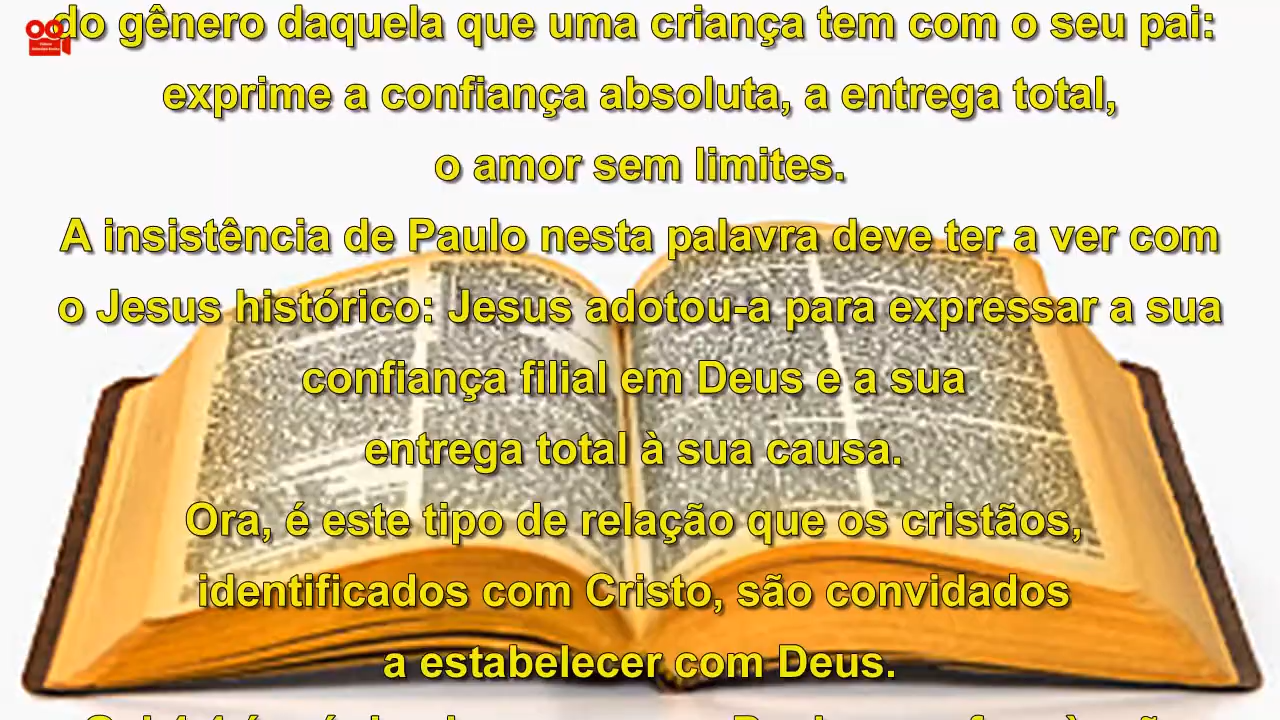 do gênero daquela que uma criança tem com o seu pai:
exprime a confiança absoluta, a entrega total,
o amor sem limites.
A insistência de Paulo nesta palavra deve ter a ver com
o Jesus histórico: Jesus adotou-a para expressar a sua
confiança filial em Deus e a sua
entrega total à sua causa.
Ora, é este tipo de relação que os cristãos,
identificados com Cristo, são convidados
a estabelecer com Deus.